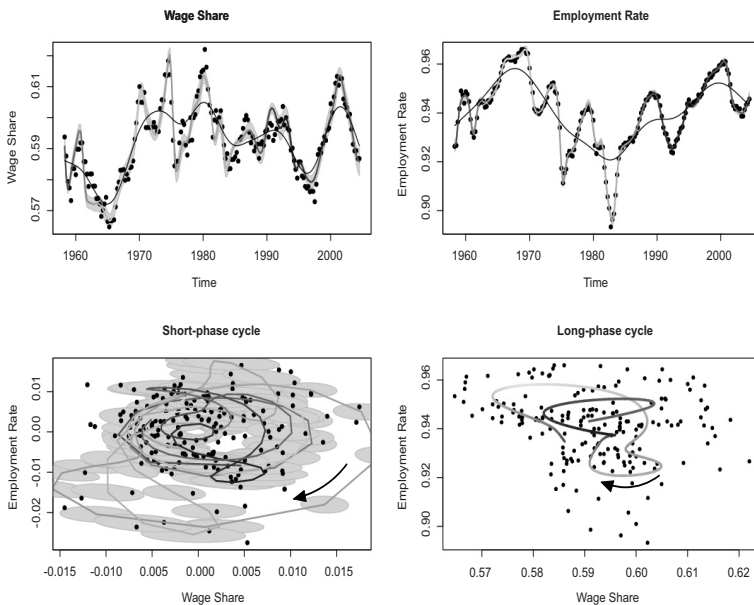 Wage Share
Employment Rate
Wage Share
0.57 0.59 0.61
1960 1970 1980 1990 2000
Time
Employment Rate
0.90 0.92 0.94 0.96
1960 1970 1980 1990 2000
Time
Short-phase cycle
Long-phase cycle
Employment Rate
-0.02 -0.01 0.00 0.01
-0.015 -0.010 0.005 0.000 0.005 0.010 0.015
Wage Share
Employment Rate
0.90 0.92 0.94 0.96
0.57 0.58 0.59 0.60 0.61 0.62
Wage Share